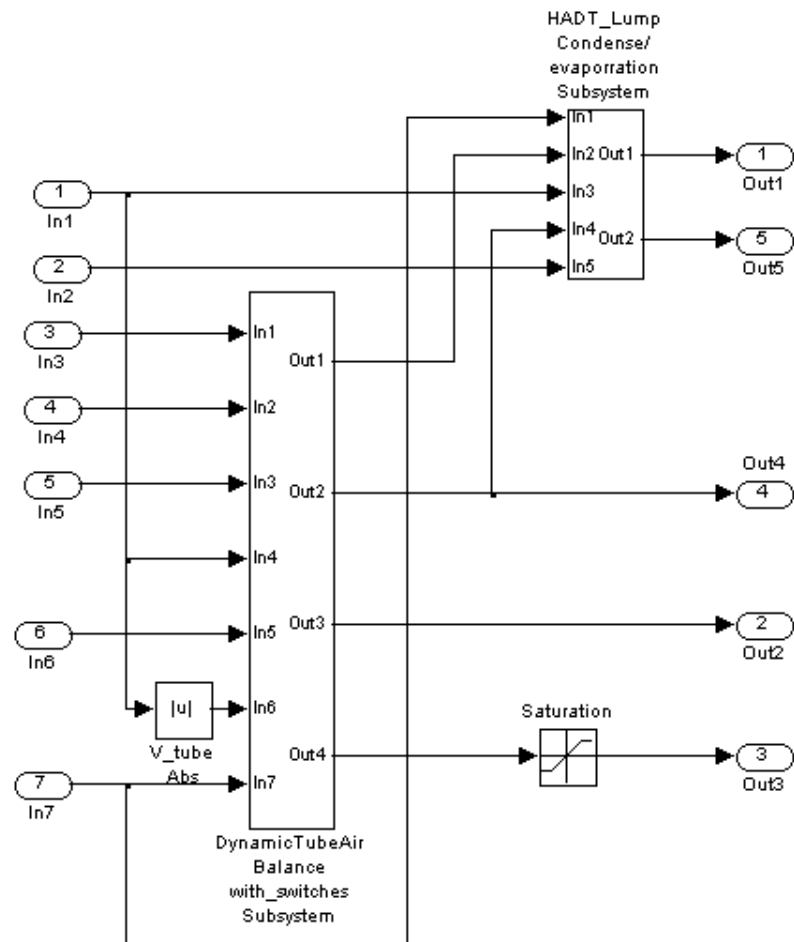 HADT_Lump
Condense/
evaporration
Subsystem
In1
In2 Out1
In3
In4
Out2
In5
1
Out1
5
Out5
1
In1
2
In2
3
In3
4
In4
5
In5
6
In6
7
In7
|u|
V_tube
Abs
In1
Out1
In2
In3
Out2
In4
In5
Out3
In6
Out4
In7
DynamicTubeAir
Balance
with_switches
Subsystem
Out4
4
2
Out2
Saturation
3
Out3